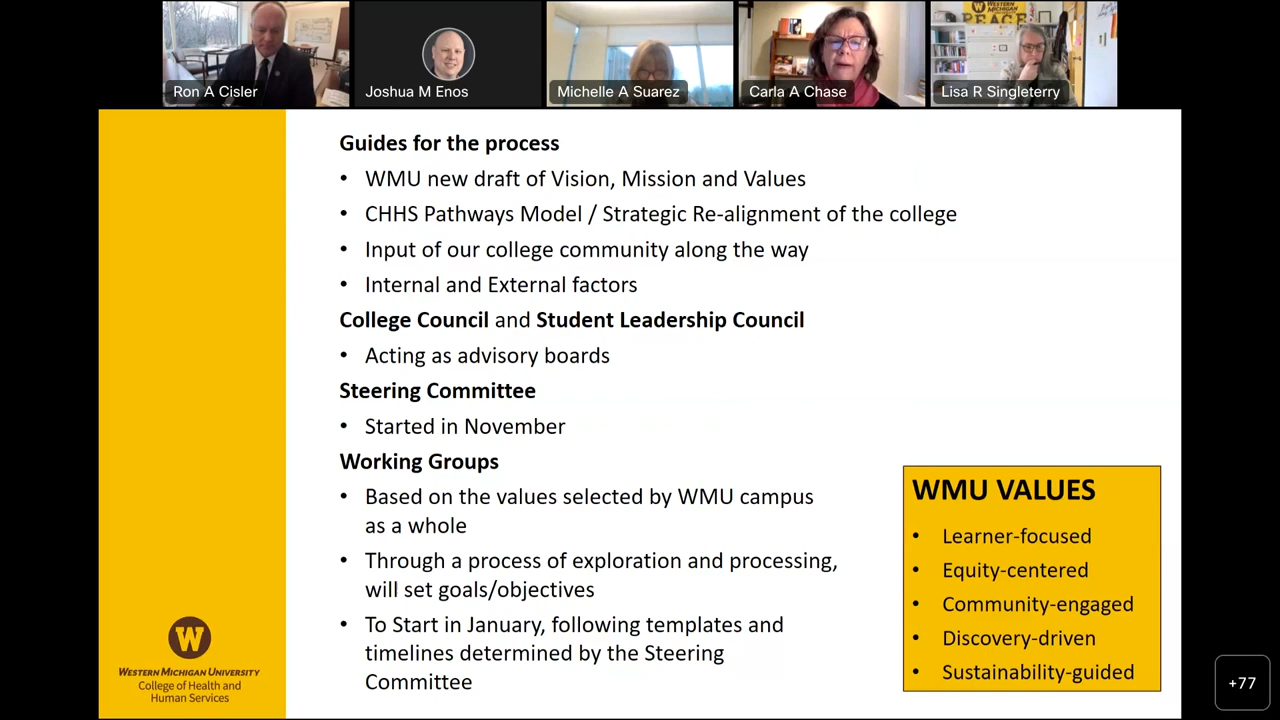 WESTERN MICHIGAN
PEACE
Ron A Cisler
Joshua M Enos
Michelle A Suarez
Carla A Chase
Lisa R Singleterry
Guides for the process
• WMU new draft of Vision, Mission and Values
• CHHS Pathways Model / Strategic Re-alignment of the college
• Input of our college community along the way
• Internal and External factors
College Council and Student Leadership Council
• Acting as advisory boards
Steering Committee
• Started in November
Working Groups
• Based on the values selected by WMU campus
as a whole
• Through a process of exploration and processing,
will set goals/objectives
• To Start in January, following templates and
timelines determined by the Steering
Committee
WMU VALUES
• Learner-focused
• Equity-centered
• Community-engaged
• Discovery-driven
• Sustainability-guided
W
WESTERN MICHIGAN UNIVERSITY
College of Health and
Human Services
+77